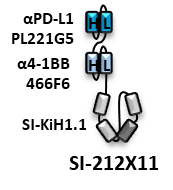 αPD-L1
PL221G5
H L
α4-1BB
466F6
H L
SI-KiH1.1
SI-212X11